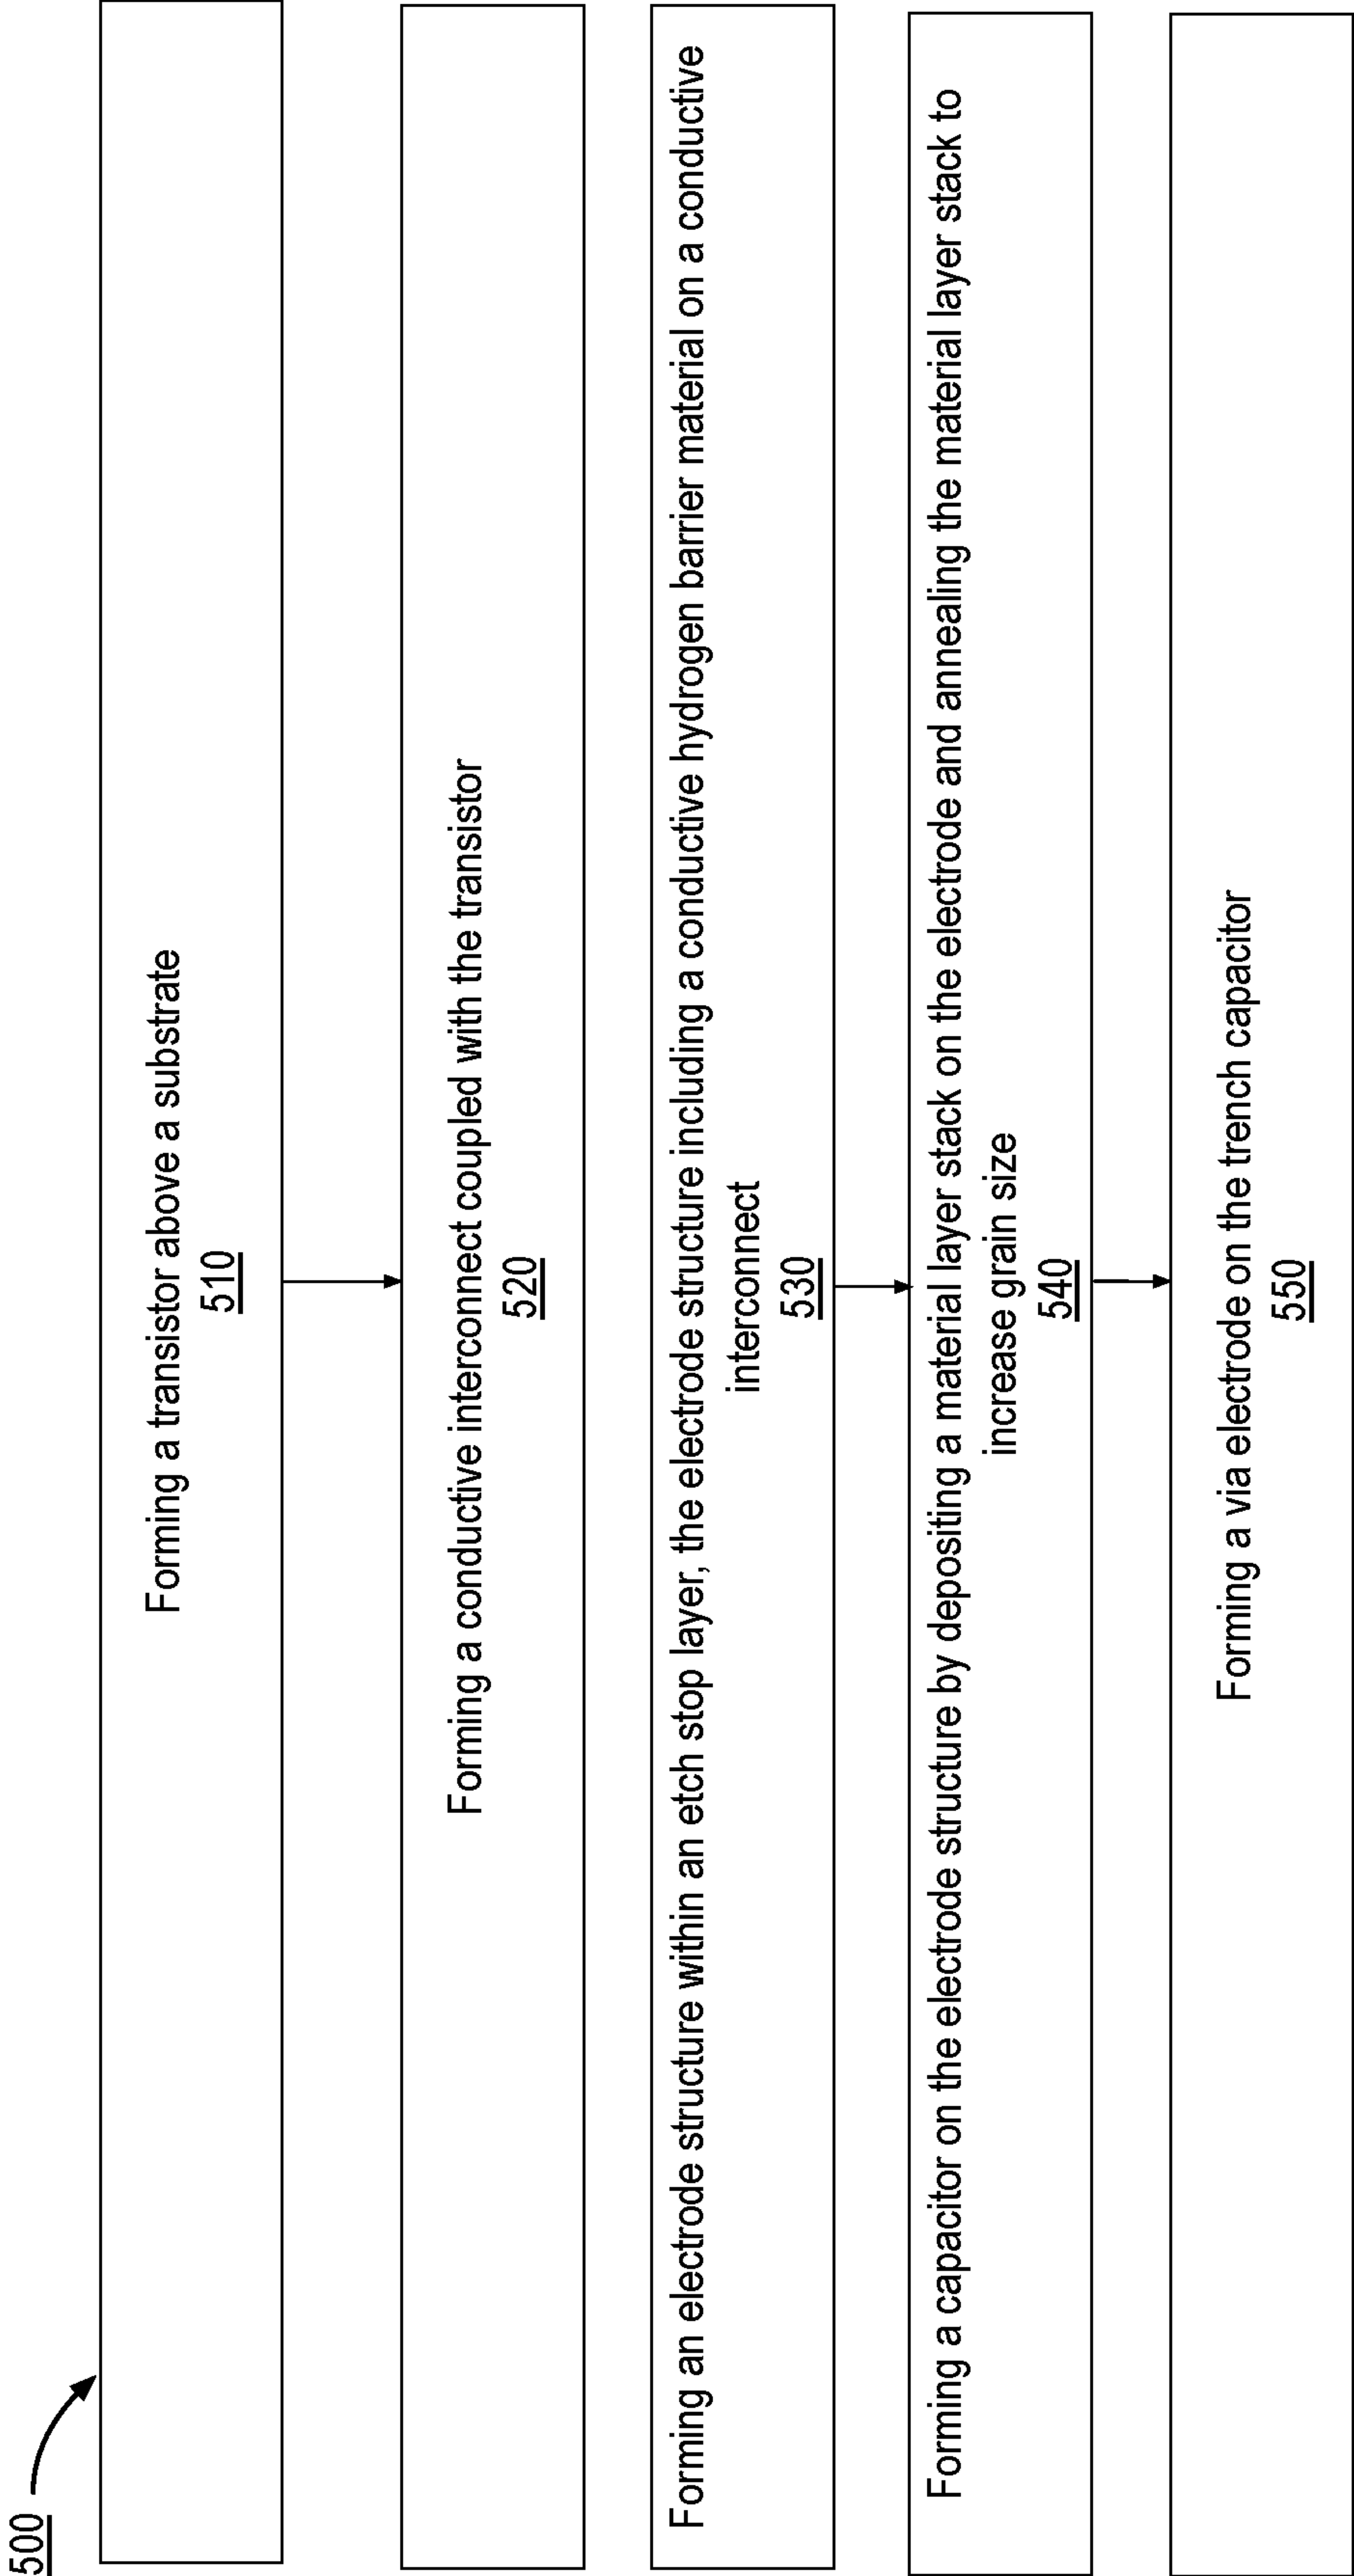 500
Forming a transistor above a substrate
510
Forming a conductive interconnect coupled with the transistor
520
Forming an electrode structure within an etch stop layer, the electrode structure including a conductive hydrogen barrier material on a conductive
interconnect
530
Forming a capacitor on the electrode structure by depositing a material layer stack on the electrode and annealing the material layer stack to
increase grain size
540
Forming a via electrode on the trench capacitor
550